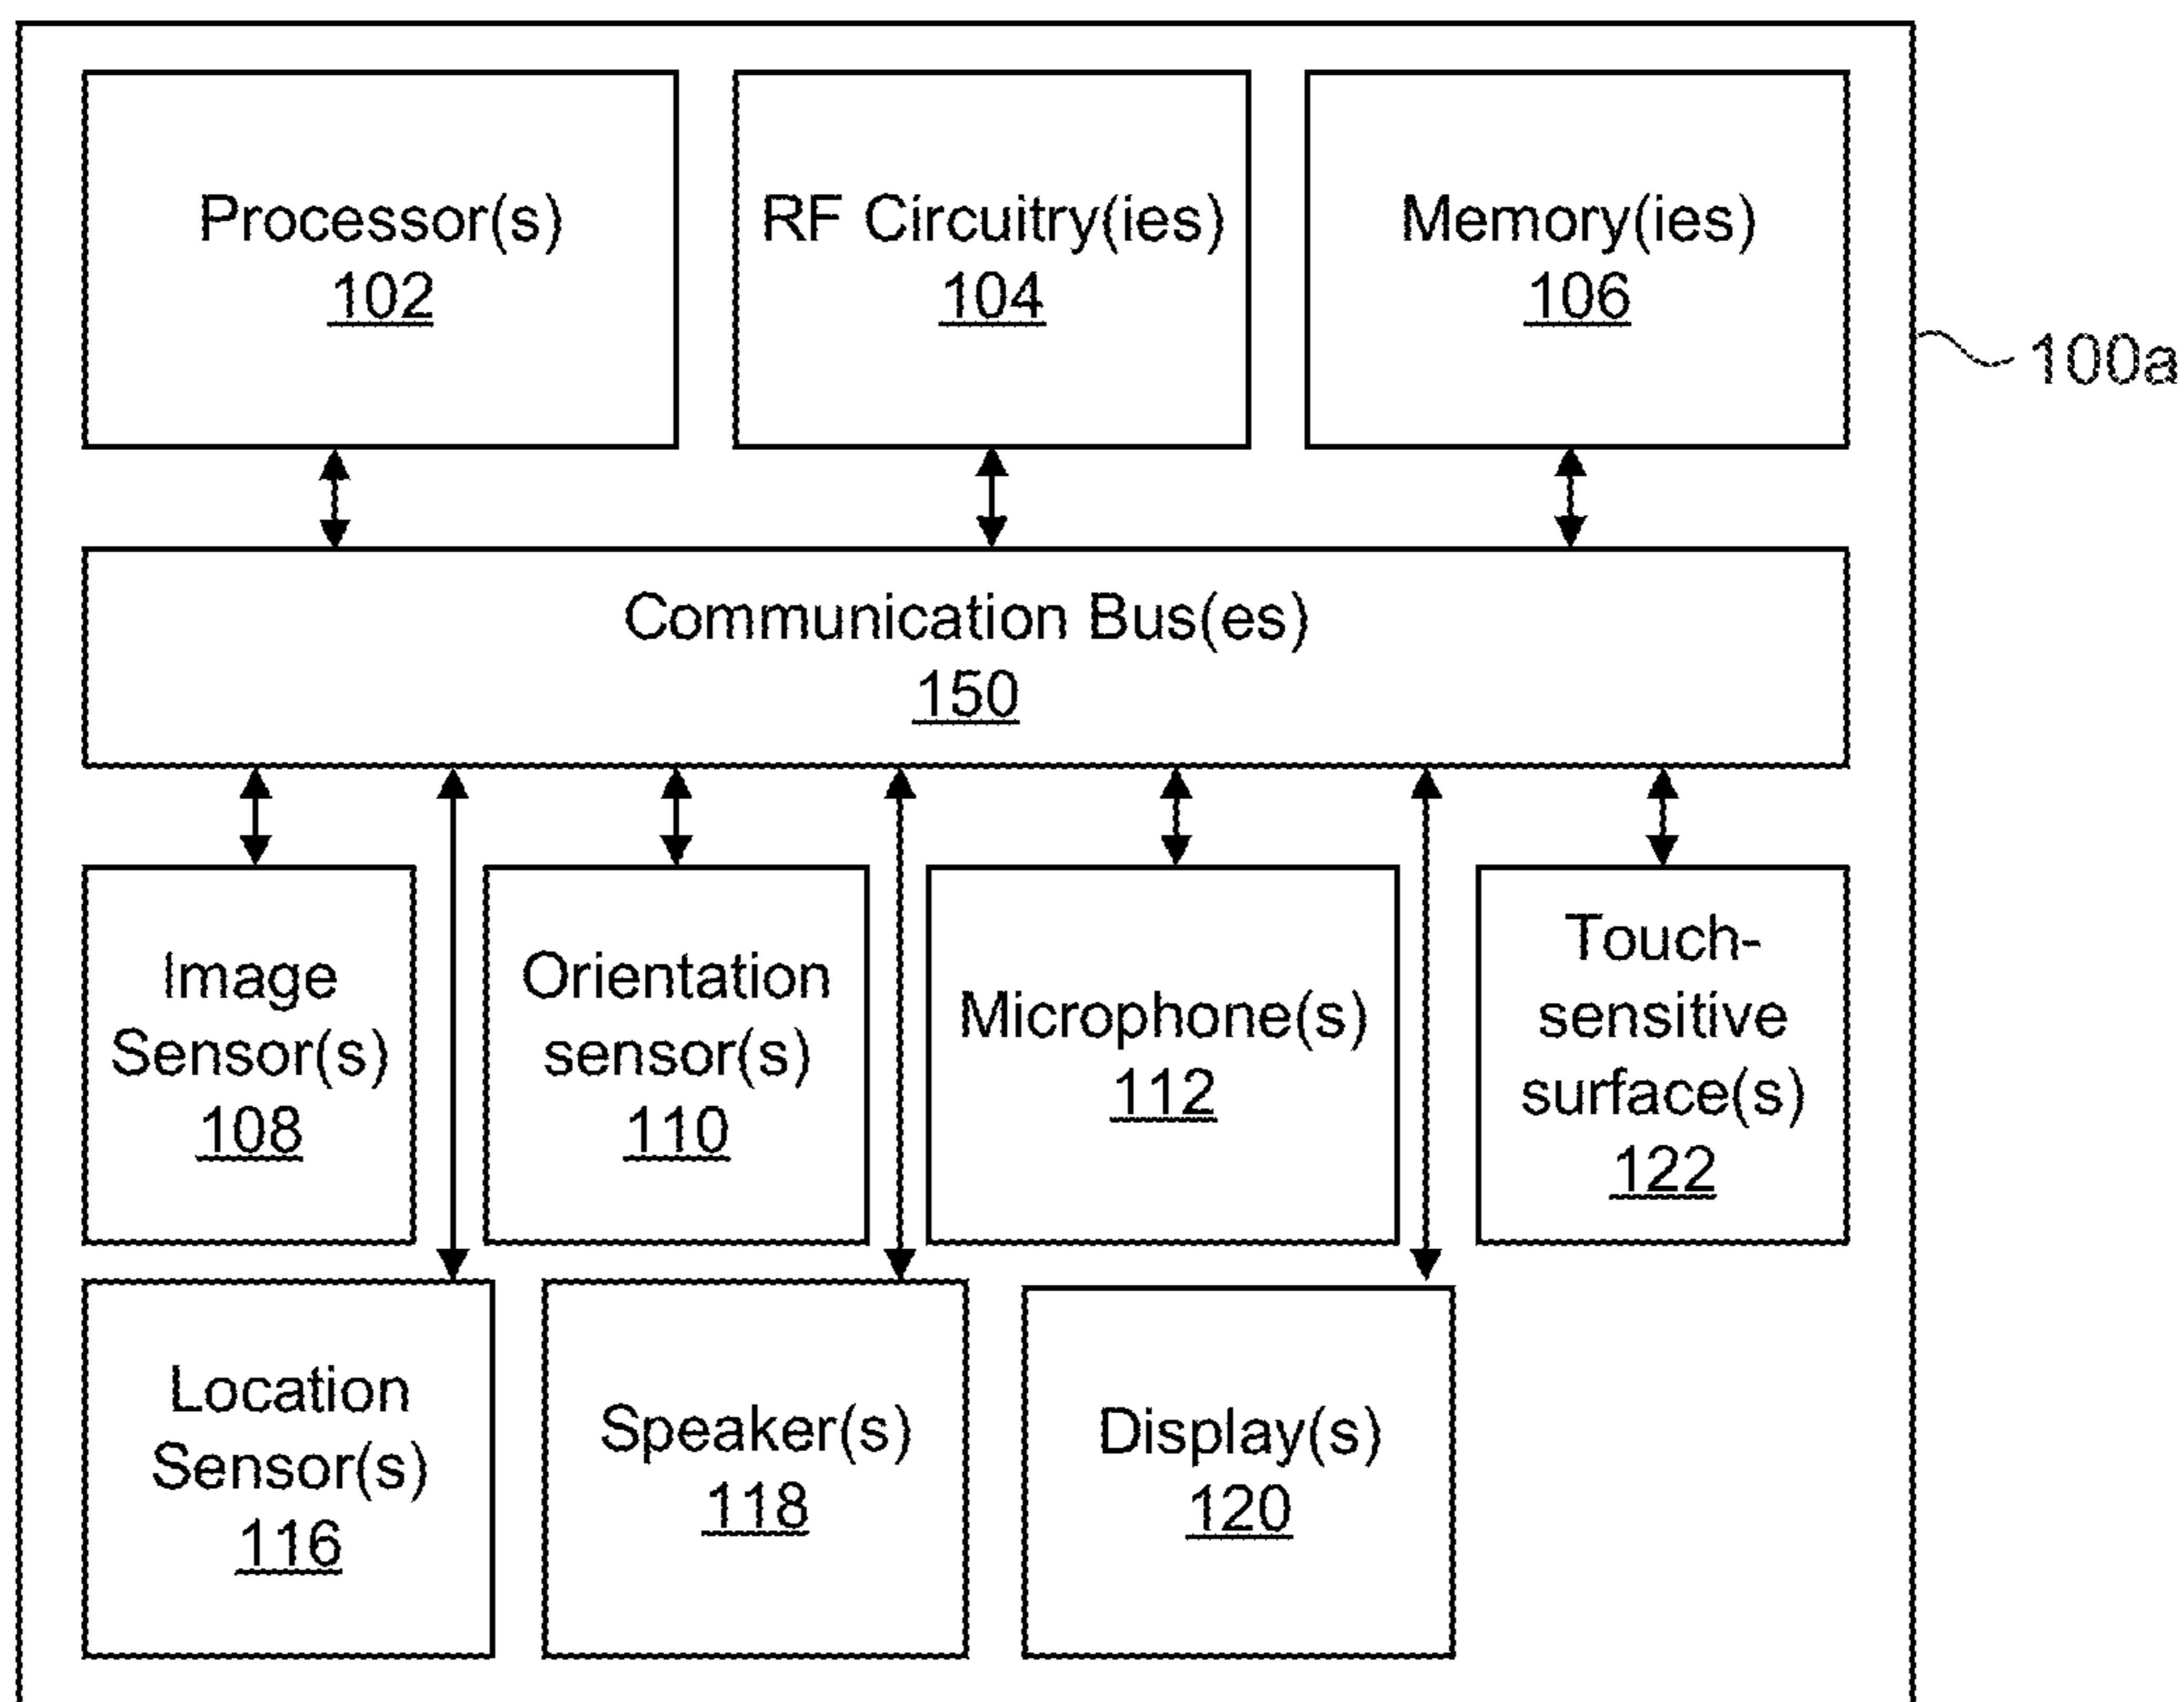 Processor(s)
102
RF Circuitry(ies)
104
Memory(ies)
106
100a
Communication Bus(es)
150
Image
Sensor(s)
108
Orientation
sensor(s)
110
Microphone(s)
112
Touch-
sensitive
surface(s)
122
Location
Sensor(s)
116
Speaker(s)
118
Display(s)
120